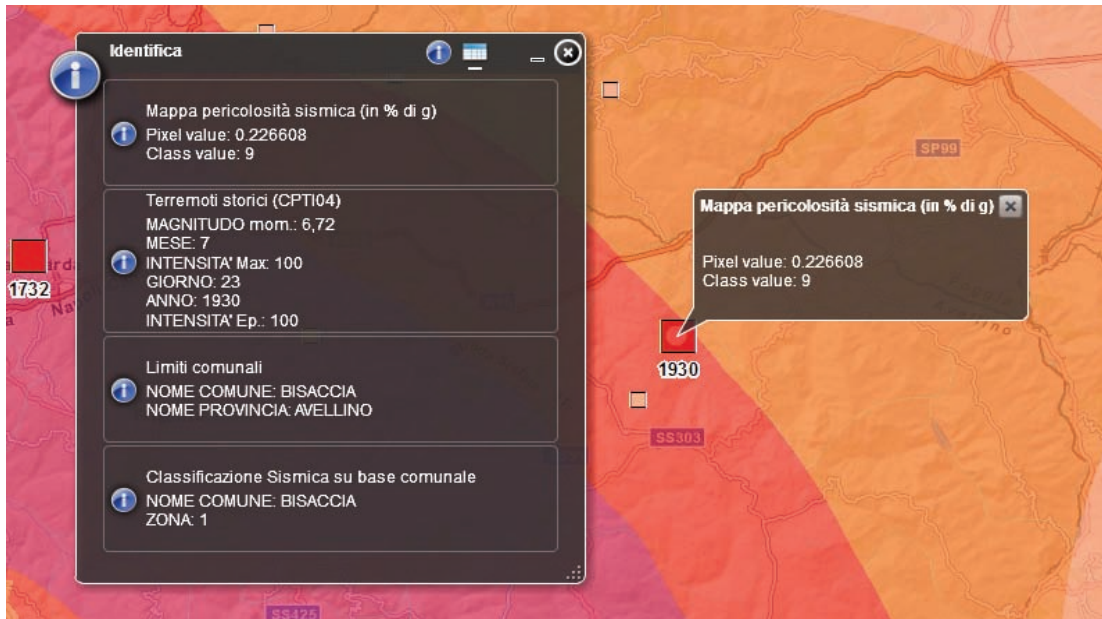 Identifica
Mappa pericolosità sismica (in % di g)
Pixel value: 0.226608
Class value: 9
Terremoti storici (CPTI04)
MAGNITUDO mom.: 6,72
MESE: 7
INTENSITA' Max: 100
GIORNO: 23
ANNO: 1930
INTENSITA' Ep.: 100
Limiti comunali
NOME COMUNE: BISACCIA
NOME PROVINCIA: AVELLINO
Classificazione Sismica su base comunale
NOME COMUNE: BISACCIA
ZONA: 1
SP99
Mappa pericolosità sismica (in % di g)
Pixel value: 0.226608
Class value: 9
1732
1930
SS303
SS425